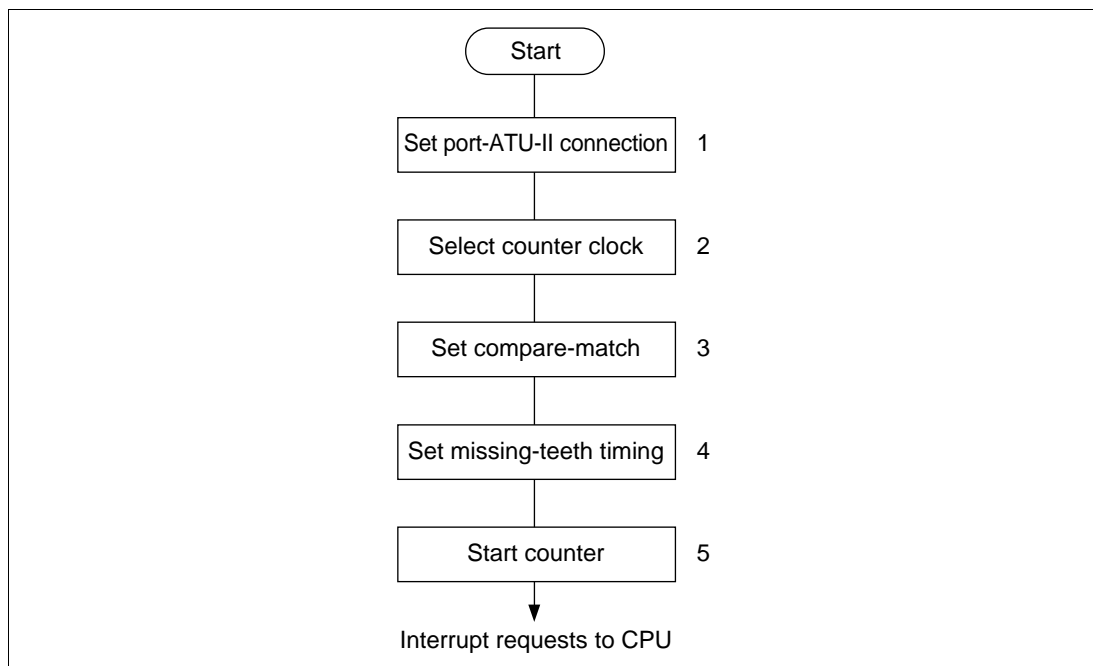 Start
Set port-ATU-II connection 1
Select counter clock 2
Set compare-match 3
Set missing-teeth timing 4
Start counter 5
Interrupt requests to CPU